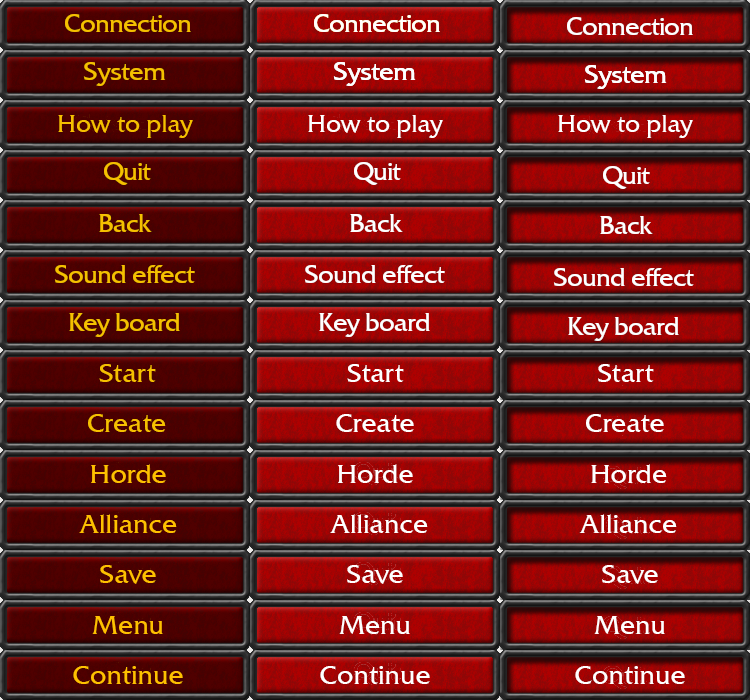 Connection Connection Connection
System System System
How to play How to play How to play
Quit Quit Quit
Back Back Back
Sound effect Sound effect Sound effect
Key board Key board Key board
Start Start Start
Create Create Create
Horde Horde Horde
Alliance Alliance Alliance
Save Save Save
Menu Menu Menu
Continue Continue Continue